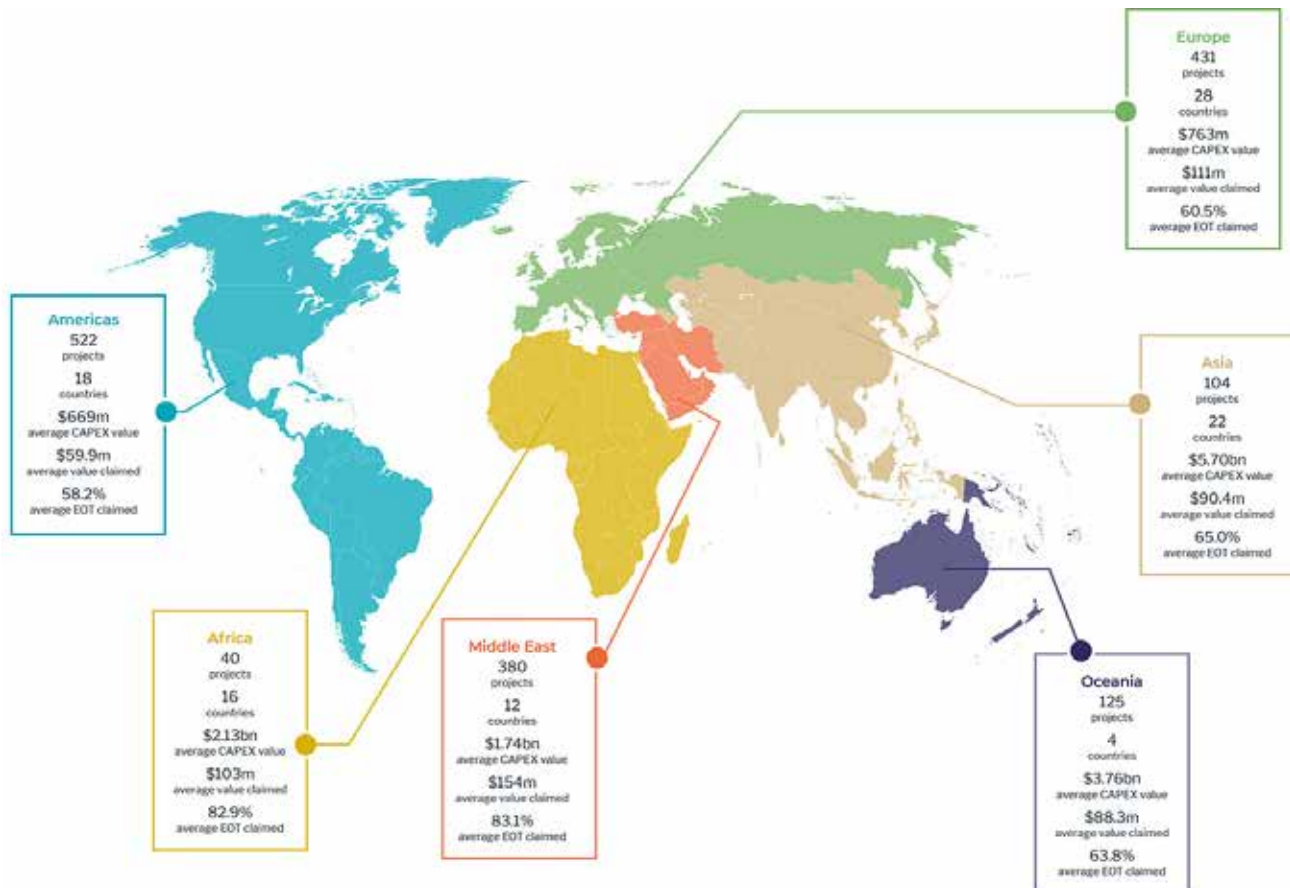 Europe
431
projects
28
countries
$763m
average CAPEX value
$111m
average value claimed
60.5%
average EOT claimed
Americas
522
projects
18
countries
$669m
average CAPEX value
$59.9m
average value claimed
58.2%
average EOT claimed
Asia
104
projects
22
countries
$5.70bn
average CAPEX value
$90.4m
average value claimed
65.0%
average EOT claimed
Africa
40
projects
16
countries
$2.13bn
average CAPEX value
$103m
average value claimed
82.9%
average EOT claimed
Middle East
380
projects
12
countries
$1.74bn
average CAPEX value
$154m
average value claimed
83.1%
average EOT claimed
Oceania
125
projects
4
countries
$3.76bn
average CAPEX value
$88.3m
average value claimed
63.8%
average EOT claimed